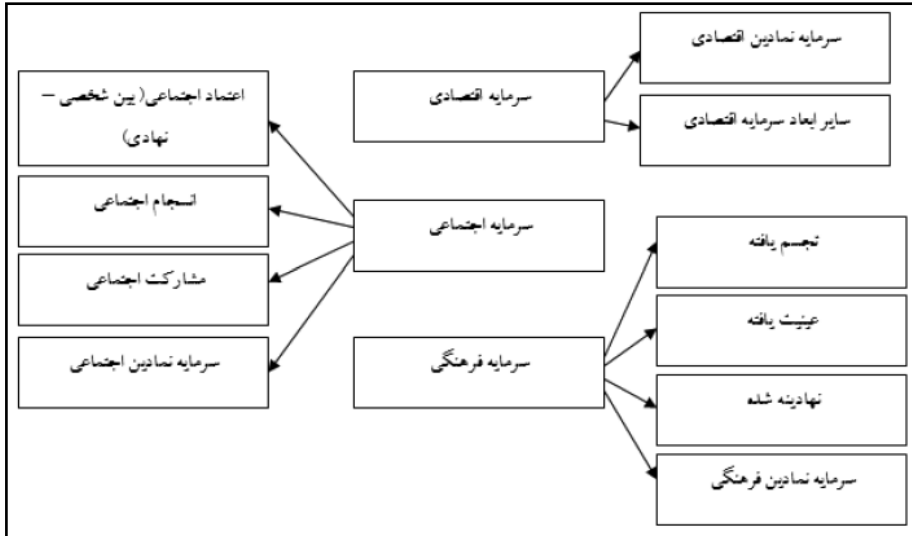 سرمایه نمادین اقتصادی
سایر ابعاد سرمایه اقتصادی
سرمایه اقتصادی
اعتماد اجتماعی( بین شخصی –
نهادی)
انسجام اجتماعی
مشارکت اجتماعی
سرمایه نمادین اجتماعی
سرمایه اجتماعی
تجسم یافته
عینیت یافته
نهادینه شده
سرمایه نمادین فرهنگی
سرمایه فرهنگی